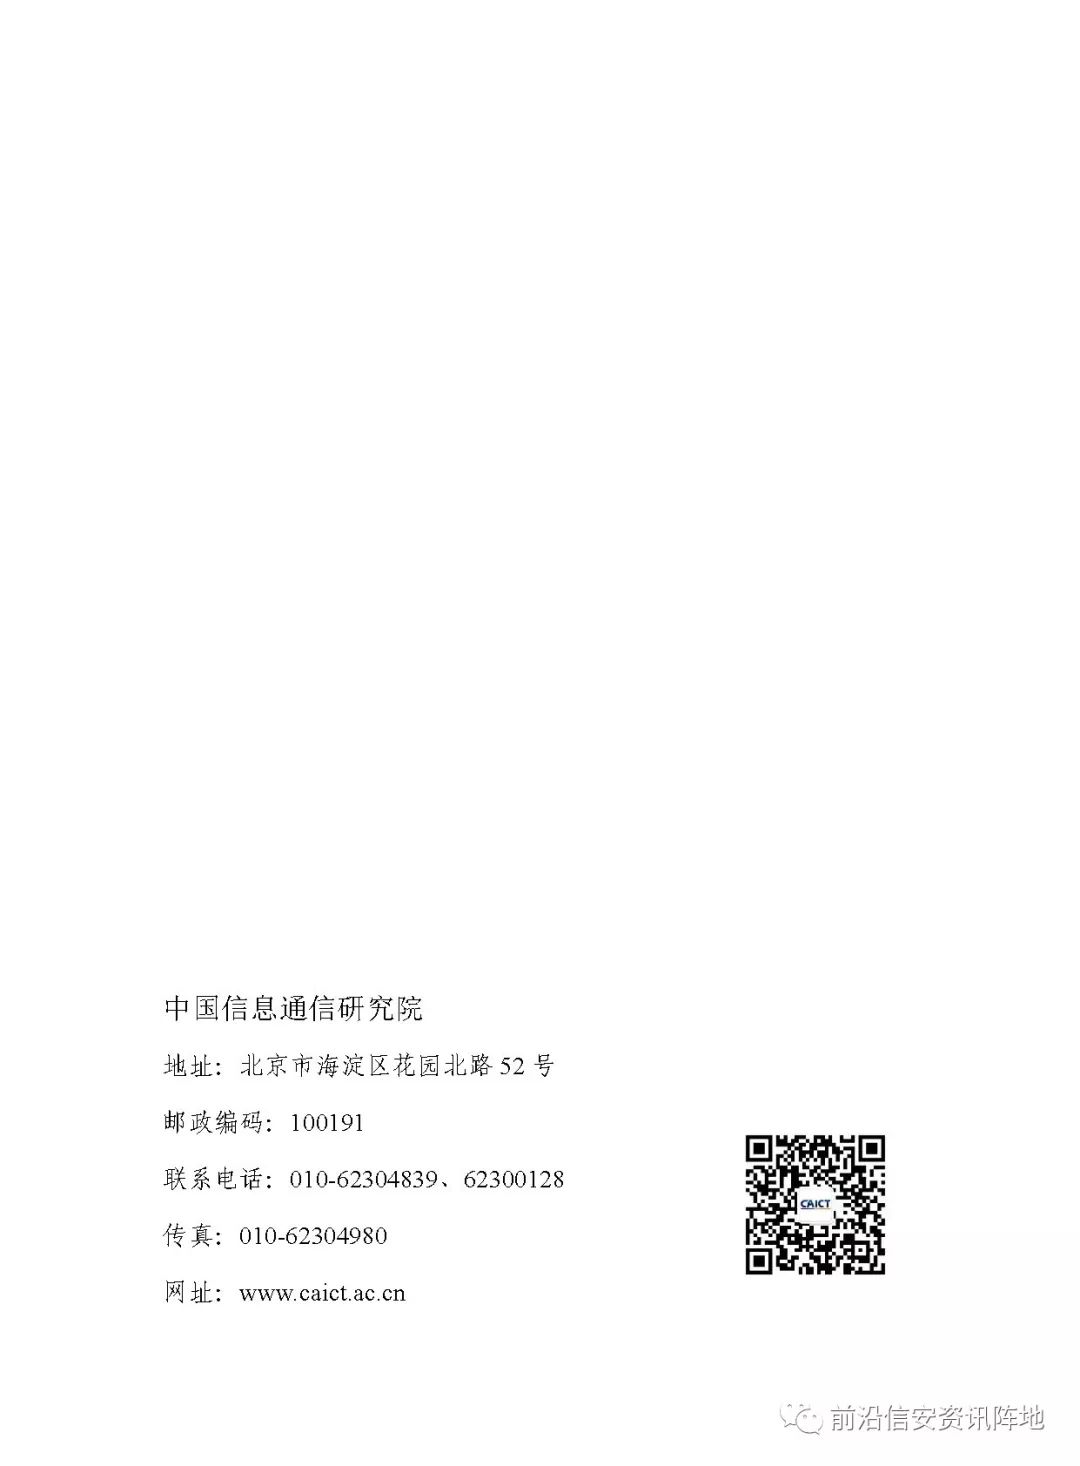 中国信息通信研究院
地址：北京市海淀区花园北路 52 号
邮政编码：100191
联系电话：010-62304839、62300128
传真：010-62304980
网址：www.caict.ac.cn
CAICT
前沿信安资讯阵地